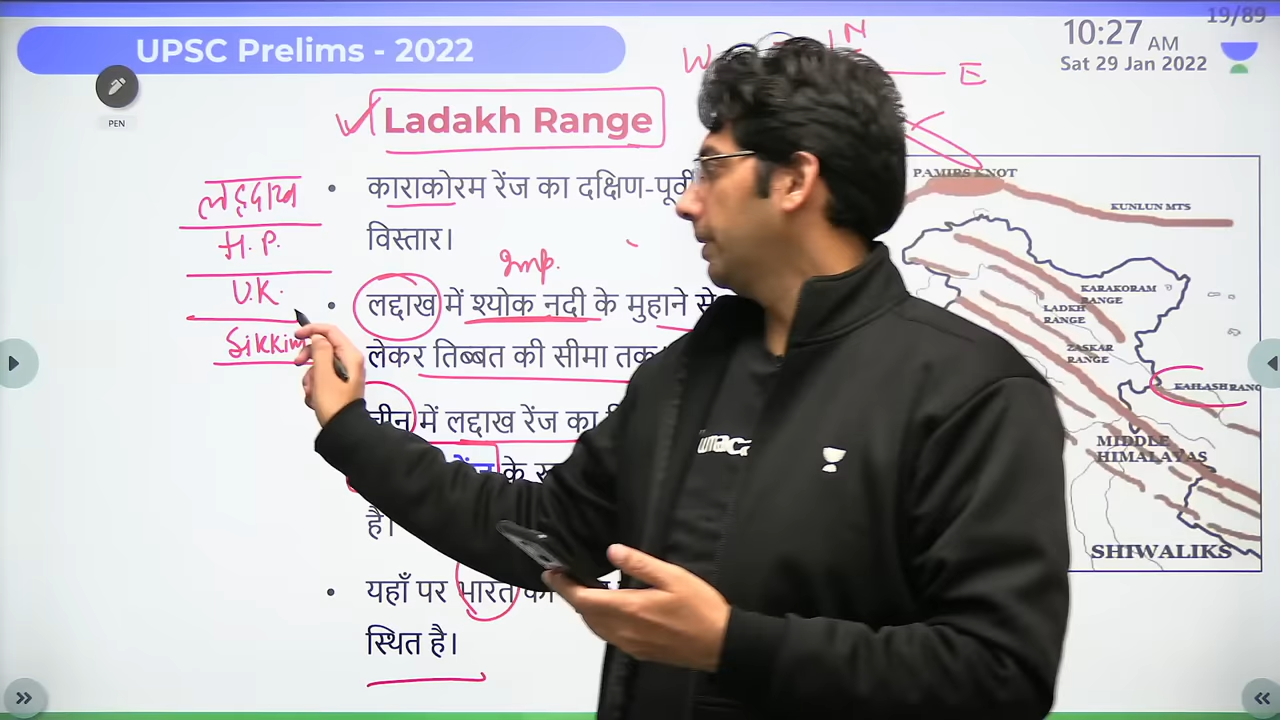 19/89
UPSC Prelims - 2022
10:27 AM
Sat 29 Jan 2022
W N
E
PEN
Ladakh Range
लद्दाख
H.P.
U.K.
Sikkim
• काराकोरम रेंज का दक्षिण-पूर्वी
विस्तार।
Imp.
• लद्दाख में श्योक नदी के मुहाने से
लेकर तिब्बत की सीमा तक
चीन में लद्दाख रेंज का
रेंज के
है।
• यहाँ पर भारत
स्थित है।
PAMIRS KNOT
KUNLUN MTS
KARAKORAM
RANGE
LADKH
RANGE
ZASKAR
RANGE
KAILASH RANG
MIDDLE
HIMALAYAS
SHIWALIKS